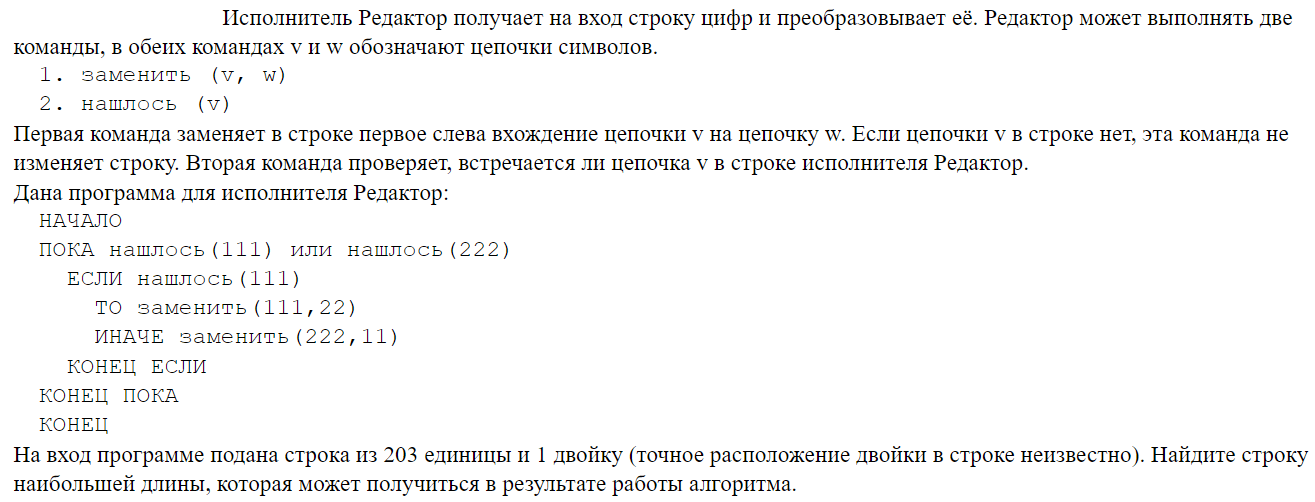 Исполнитель Редактор получает на вход строку цифр и преобразовывает её. Редактор может выполнять две
команды, в обеих командах v и w обозначают цепочки символов.
1. заменить (v, w)
2. нашлось (v)
Первая команда заменяет в строке первое слева вхождение цепочки v на цепочку w. Если цепочки v в строке нет, эта команда не
изменяет строку. Вторая команда проверяет, встречается ли цепочка v в строке исполнителя Редактор.
Дана программа для исполнителя Редактор:
НАЧАЛО
ПОКА нашлось(111) или нашлось(222)
ЕСЛИ нашлось(111)
ТО заменить(111,22)
ИНАЧЕ заменить(222,11)
КОНЕЦ ЕСЛИ
КОНЕЦ ПОКА
КОНЕЦ
На вход программе подана строка из 203 единицы и 1 двойку (точное расположение двойки в строке неизвестно). Найдите строку
наибольшей длины, которая может получиться в результате работы алгоритма.